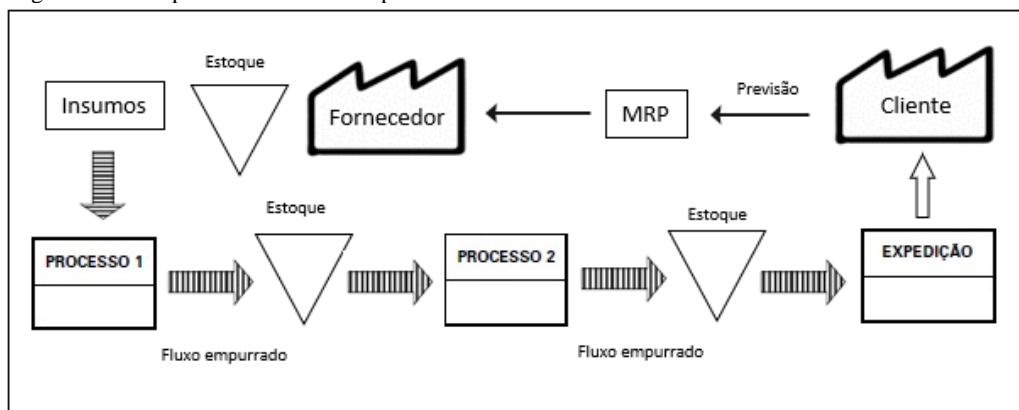 Estoque
Insumos
Fornecedor
MRP
Previsão
Cliente
Estoque
Estoque
PROCESSO 1
PROCESSO 2
EXPEDIÇÃO
Fluxo empurrado
Fluxo empurrado